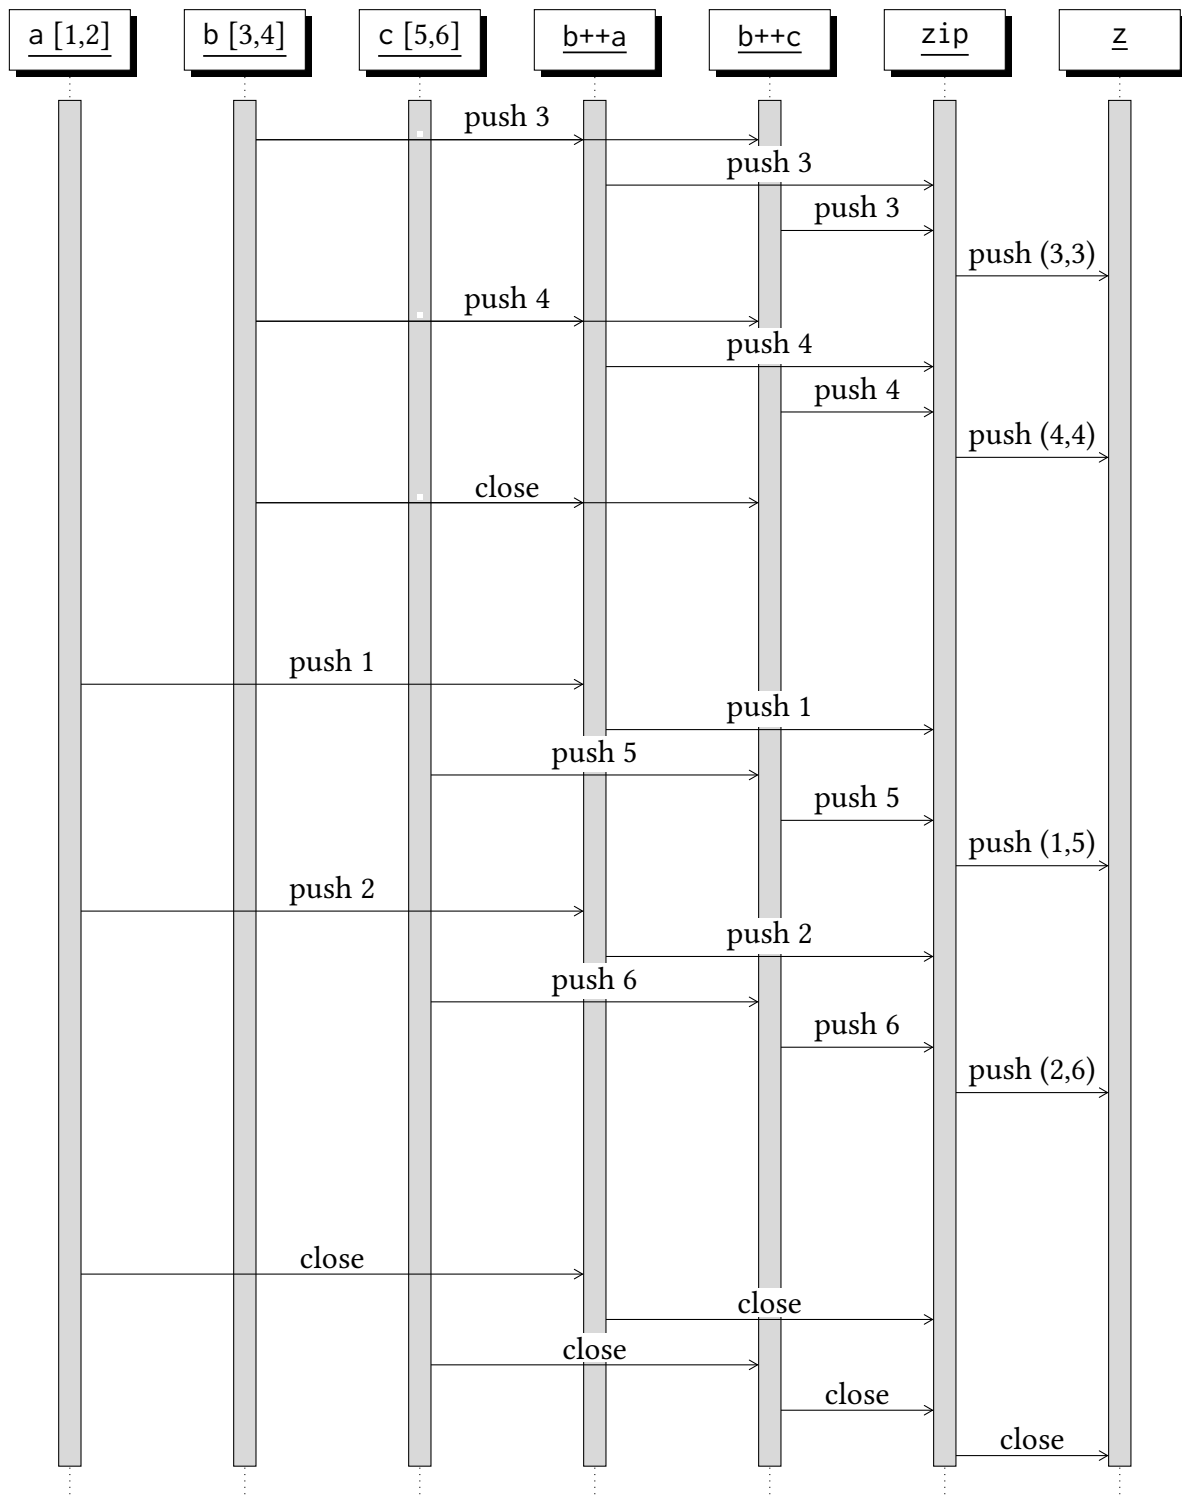 a [1,2]
b [3,4]
c [5,6]
b++a
b++c
zip
z
push 3
push 3
push 3
push (3,3)
push 4
push 4
push 4
push (4,4)
close
push 1
push 1
push 5
push 5
push (1,5)
push 2
push 2
push 6
push 6
push (2,6)
close
close
close
close
close